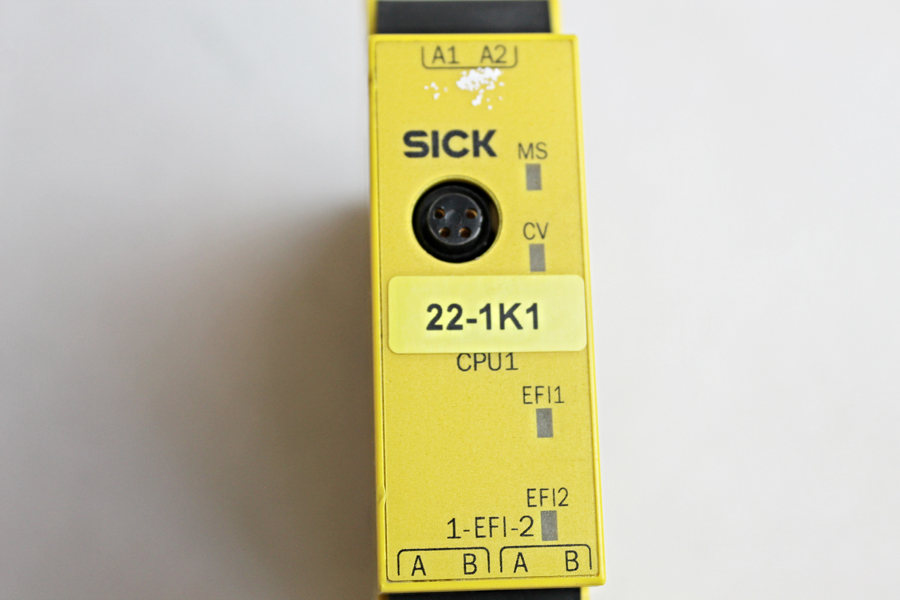 A1 A2
SICK
MS
CV
22-1K1
CPU1
EFI1
EFI2
1-EFI-2
A B A B